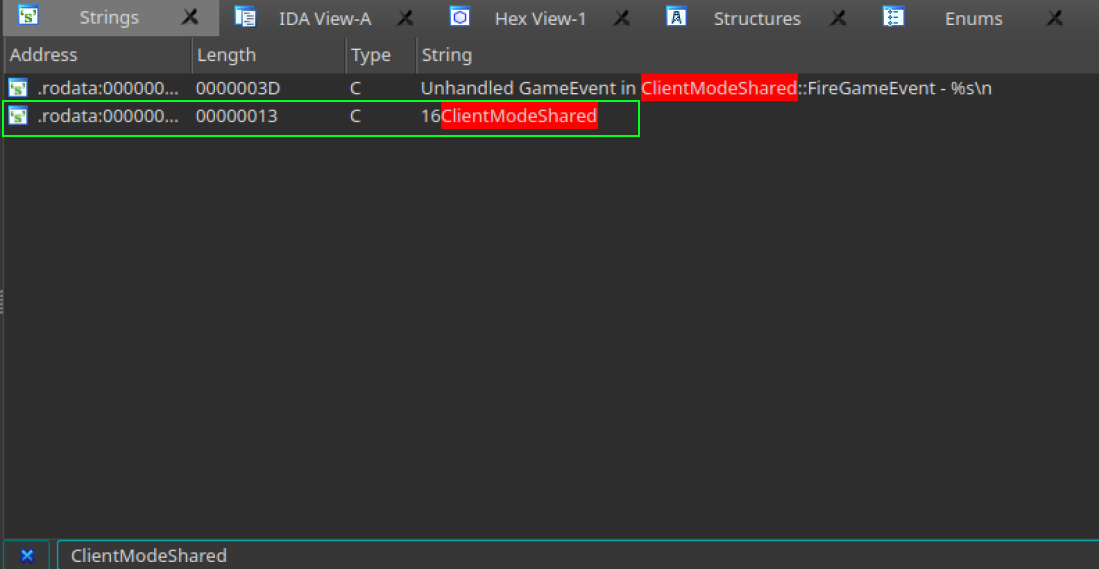 Strings IDA View-A Hex View-1 Structures Enums
Address Length Type String
.rodata:000000... 0000003D C Unhandled GameEvent in ClientModeShared::FireGameEvent - %s\n
.rodata:000000... 00000013 C 16ClientModeShared
ClientModeShared